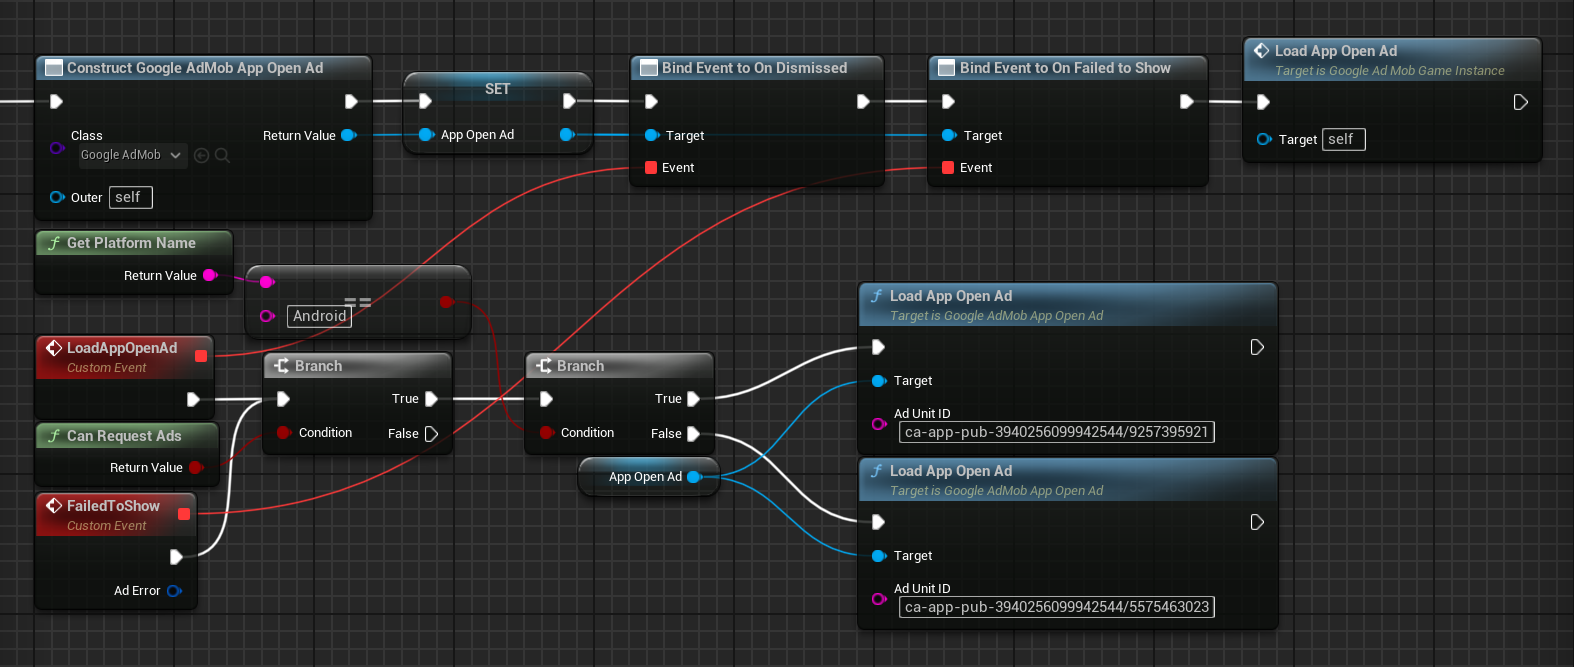 Construct Google AdMob App Open Ad
Class
Google AdMob
Return Value
Outer
self
SET
App Open Ad
Bind Event to On Dismissed
Target
Event
Bind Event to On Failed to Show
Target
Event
Load App Open Ad
Target is Google Ad Mob Game Instance
Target
self
Get Platform Name
Return Value
==
Android
LoadAppOpenAd
Custom Event
Can Request Ads
Return Value
FailedToShow
Custom Event
Ad Error
Branch
True
Condition
False
Branch
True
Condition
False
App Open Ad
Load App Open Ad
Target is Google AdMob App Open Ad
Target
Ad Unit ID
ca-app-pub-3940256099942544/9257395921
Load App Open Ad
Target is Google AdMob App Open Ad
Target
Ad Unit ID
ca-app-pub-3940256099942544/5575463023